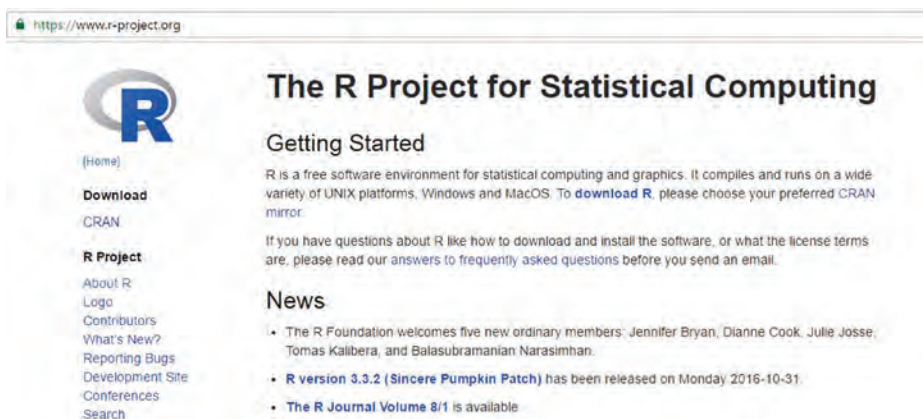 https://www.r-project.org
R
[Home]
Download
CRAN
R Project
About R
Logo
Contributors
What's New?
Reporting Bugs
Development Site
Conferences
Search
The R Project for Statistical Computing
Getting Started
R is a free software environment for statistical computing and graphics. It compiles and runs on a wide
variety of UNIX platforms, Windows and MacOS. To download R, please choose your preferred CRAN
mirror.
If you have questions about R like how to download and install the software, or what the license terms
are, please read our answers to frequently asked questions before you send an email.
News
• The R Foundation welcomes five new ordinary members: Jennifer Bryan, Dianne Cook, Julie Josse,
Tomas Kalibera, and Balasubramanian Narasimhan.
• R version 3.3.2 (Sincere Pumpkin Patch) has been released on Monday 2016-10-31.
• The R Journal Volume 8/1 is available